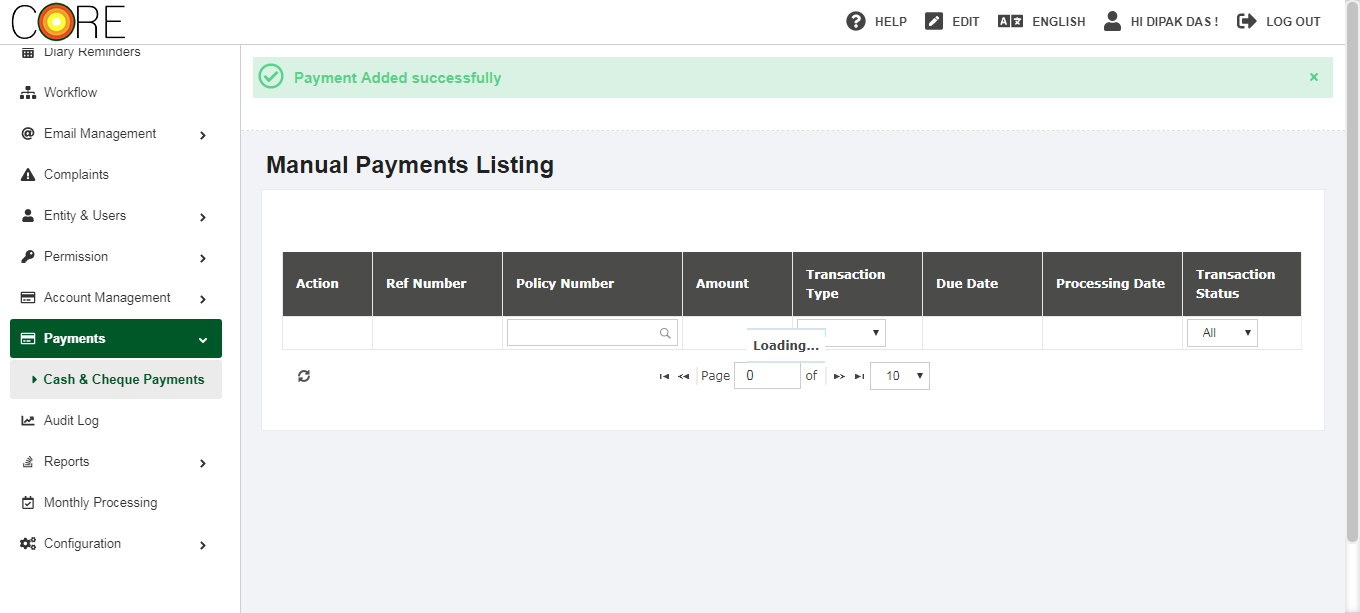 CORE
HELP
EDIT
ENGLISH
HI DIPAK DAS !
LOG OUT
Diary Reminders
Workflow
Email Management
Complaints
Entity & Users
Permission
Account Management
Payments
Cash & Cheque Payments
Audit Log
Reports
Monthly Processing
Configuration
Payment Added successfully
×
Manual Payments Listing
Action
Ref Number
Policy Number
Amount
Transaction
Type
Due Date
Processing Date
Transaction
Status
All
Loading...
Page 0 of
10